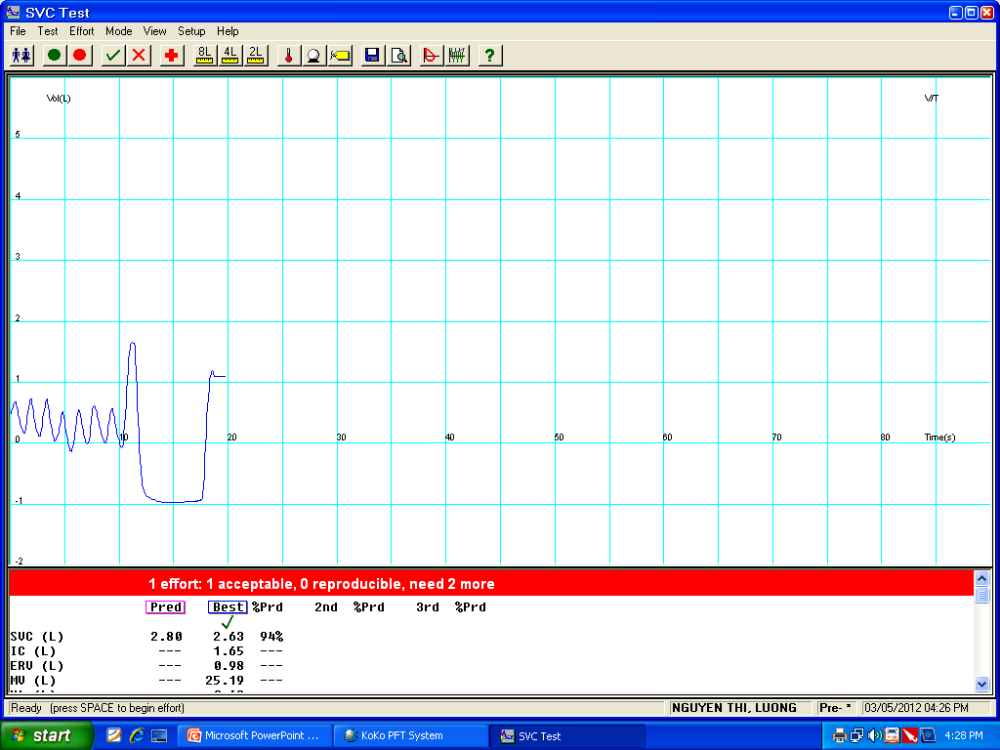 SVC Test
File Test Effort Mode View Setup Help
8L 4L 2L ?
Vol(L) V/T
5
4
3
2
1
0 10 20 30 40 50 60 70 80 Time(s)
-1
-2
1 effort: 1 acceptable, 0 reproducible, need 2 more
Pred Best %Prd 2nd %Prd 3rd %Prd
SVC (L) 2.80 2.63 94%
IC (L) --- 1.65 ---
ERV (L) --- 0.98 ---
MV (L) --- 25.19 ---
Ready (press SPACE to begin effort) NGUYEN THI, LUONG Pre- * 03/05/2012 04:26 PM
start Microsoft PowerPoint ... KoKo PFT System SVC Test 4:28 PM